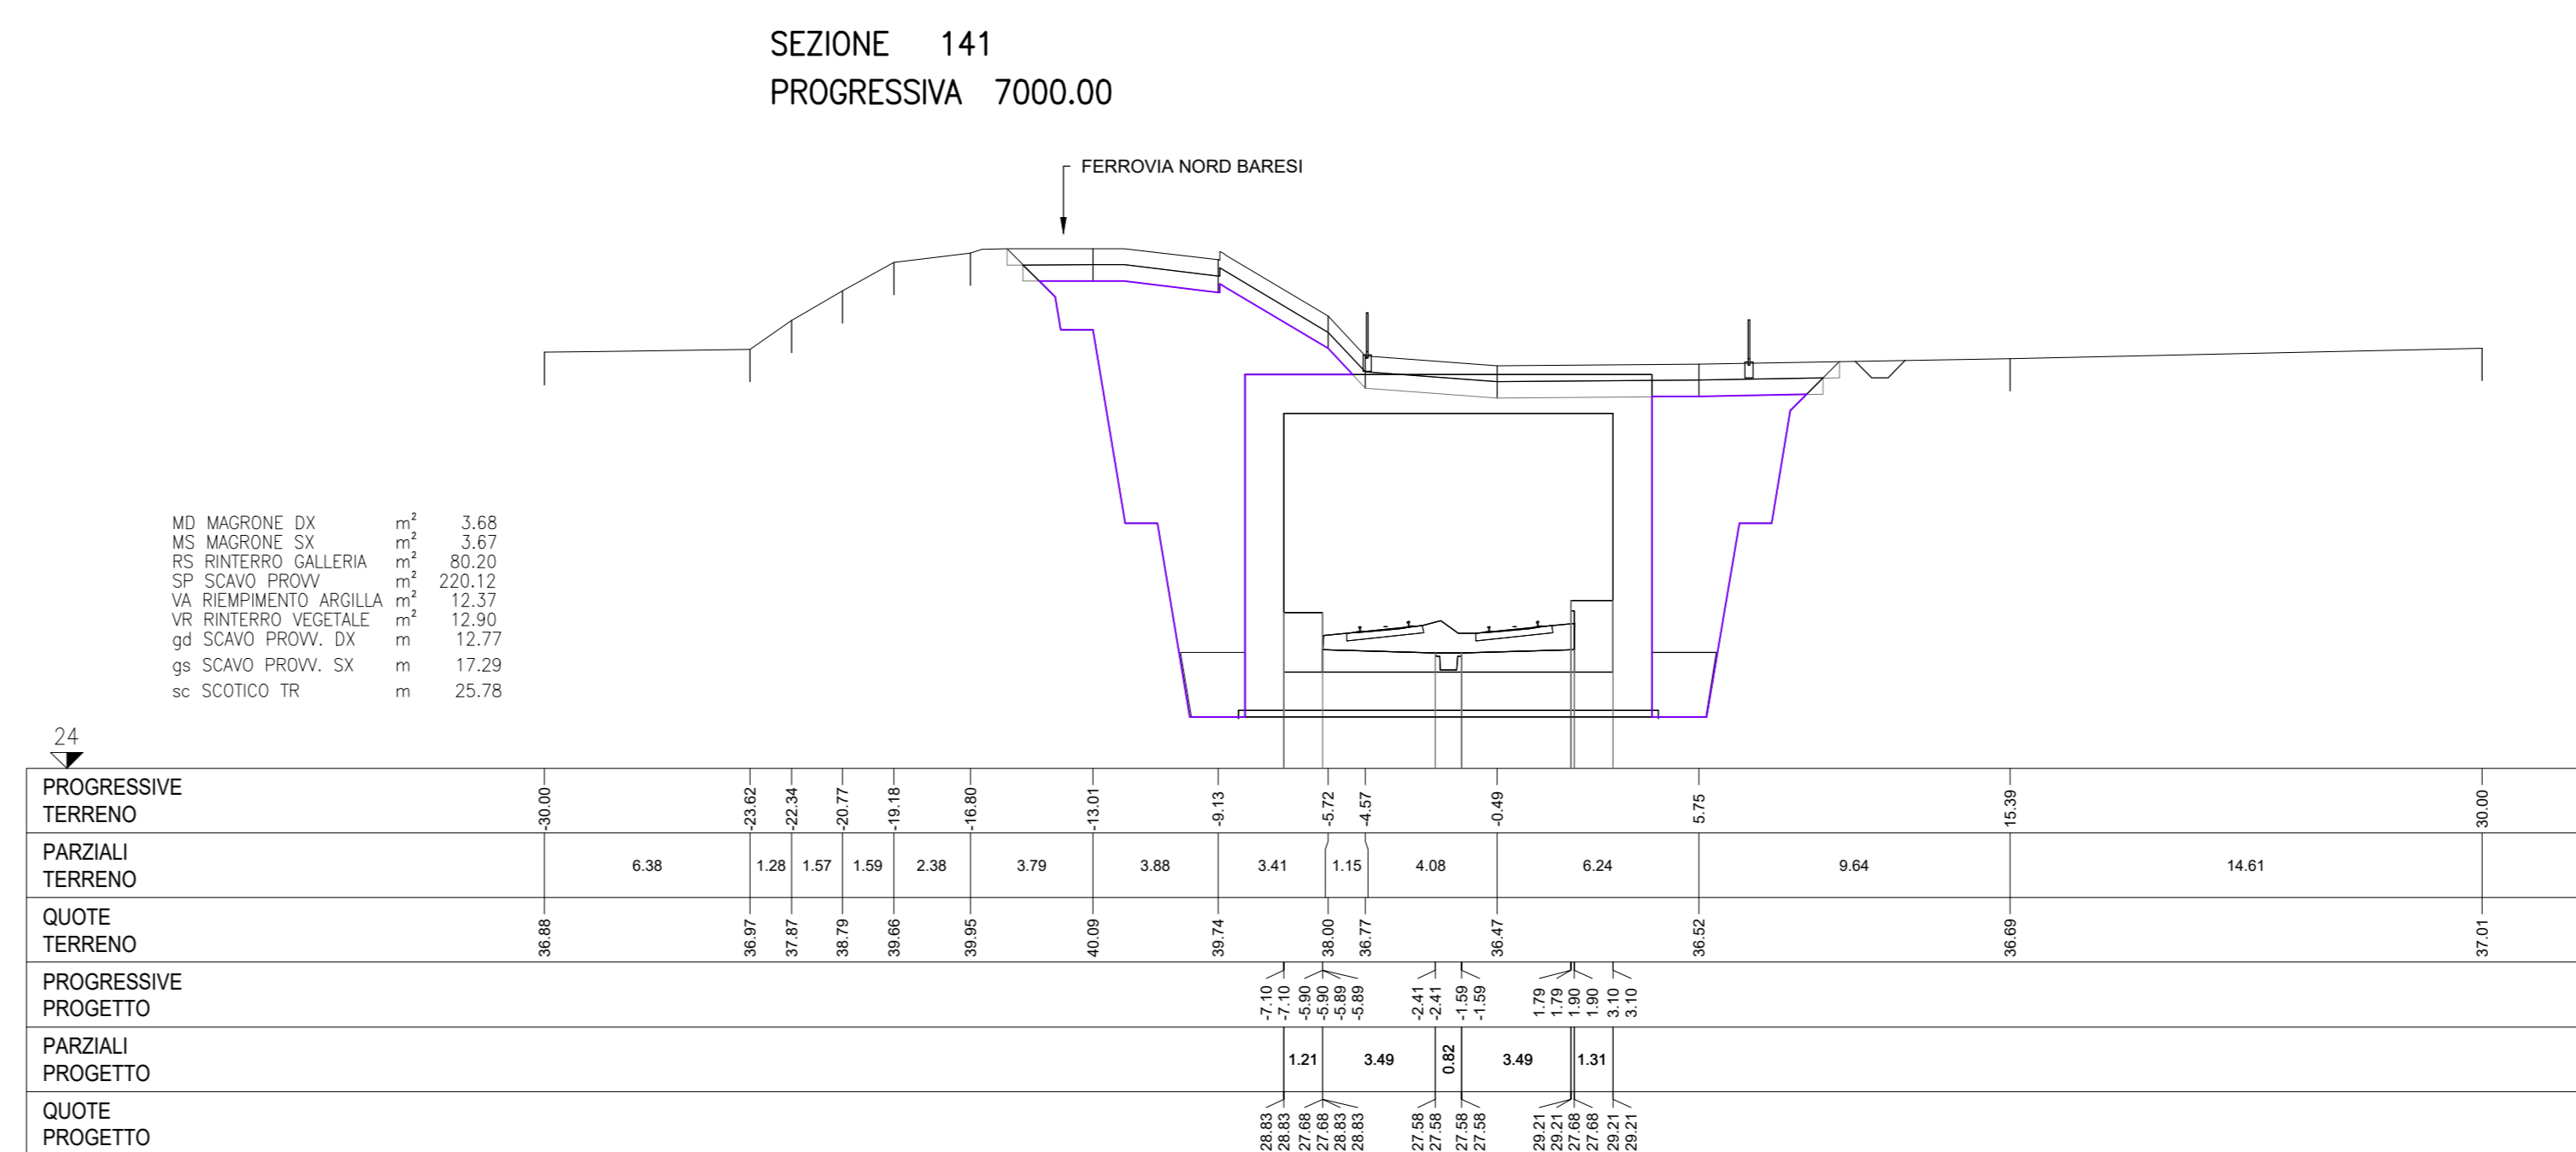 SEZIONE 141
PROGRESSIVA 7000.00
FERROVIA NORD BARESI
MD MAGRONE DX m² 3.68
MS MAGRONE SX m² 3.67
RS RINTERRO GALLERIA m² 80.20
SP SCAVO PROVV m² 220.12
VA RIEMPIMENTO ARGILLA m² 12.37
VR RINTERRO VEGETALE m² 12.90
gd SCAVO PROVV. DX m 12.77
gs SCAVO PROVV. SX m 17.29
sc SCOTICO TR m 25.78
24
PROGRESSIVE
TERRENO
-30.00 -23.62 -22.34 -20.77 -19.18 -16.80 -13.01 -9.13 -5.72 -4.57 -0.49 5.75 15.39 30.00
PARZIALI
TERRENO
6.38 1.28 1.57 1.59 2.38 3.79 3.88 3.41 1.15 4.08 6.24 9.64 14.61
QUOTE
TERRENO
36.88 36.97 37.87 38.79 39.66 39.95 40.09 39.74 38.00 36.77 36.47 36.52 36.69 37.01
PROGRESSIVE
PROGETTO
-7.10 -7.10 -5.90 -5.90 -5.89 -5.89 -2.41 -2.41 -1.59 -1.59 1.79 1.79 1.90 1.90 3.10 3.10
PARZIALI
PROGETTO
1.21 3.49 0.82 3.49 1.31
QUOTE
PROGETTO
28.83 28.83 27.68 27.68 28.83 28.83 27.58 27.58 27.58 27.58 29.21 29.21 27.68 27.68 29.21 29.21